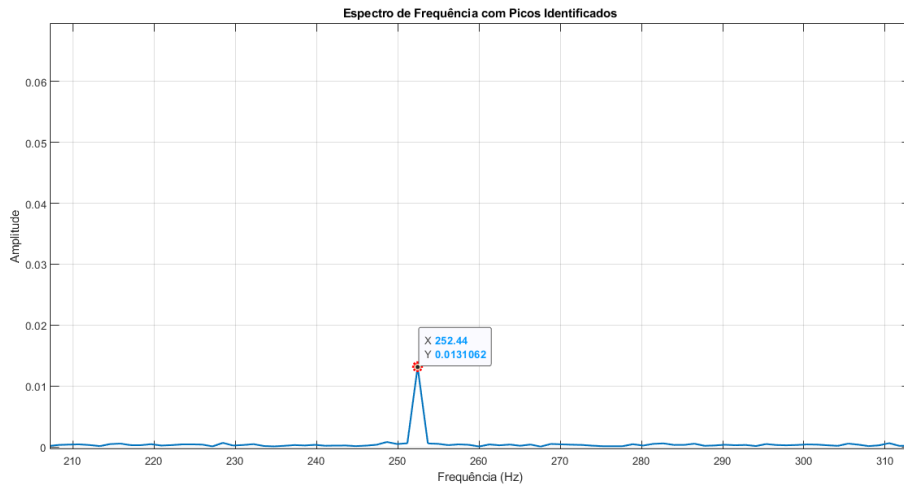 Espectro de Frequência com Picos Identificados
0.06
0.05
0.04
0.03
0.02
0.01
0
Amplitude
X 252.44
Y 0.0131062
210 220 230 240 250 260 270 280 290 300 310
Frequência (Hz)